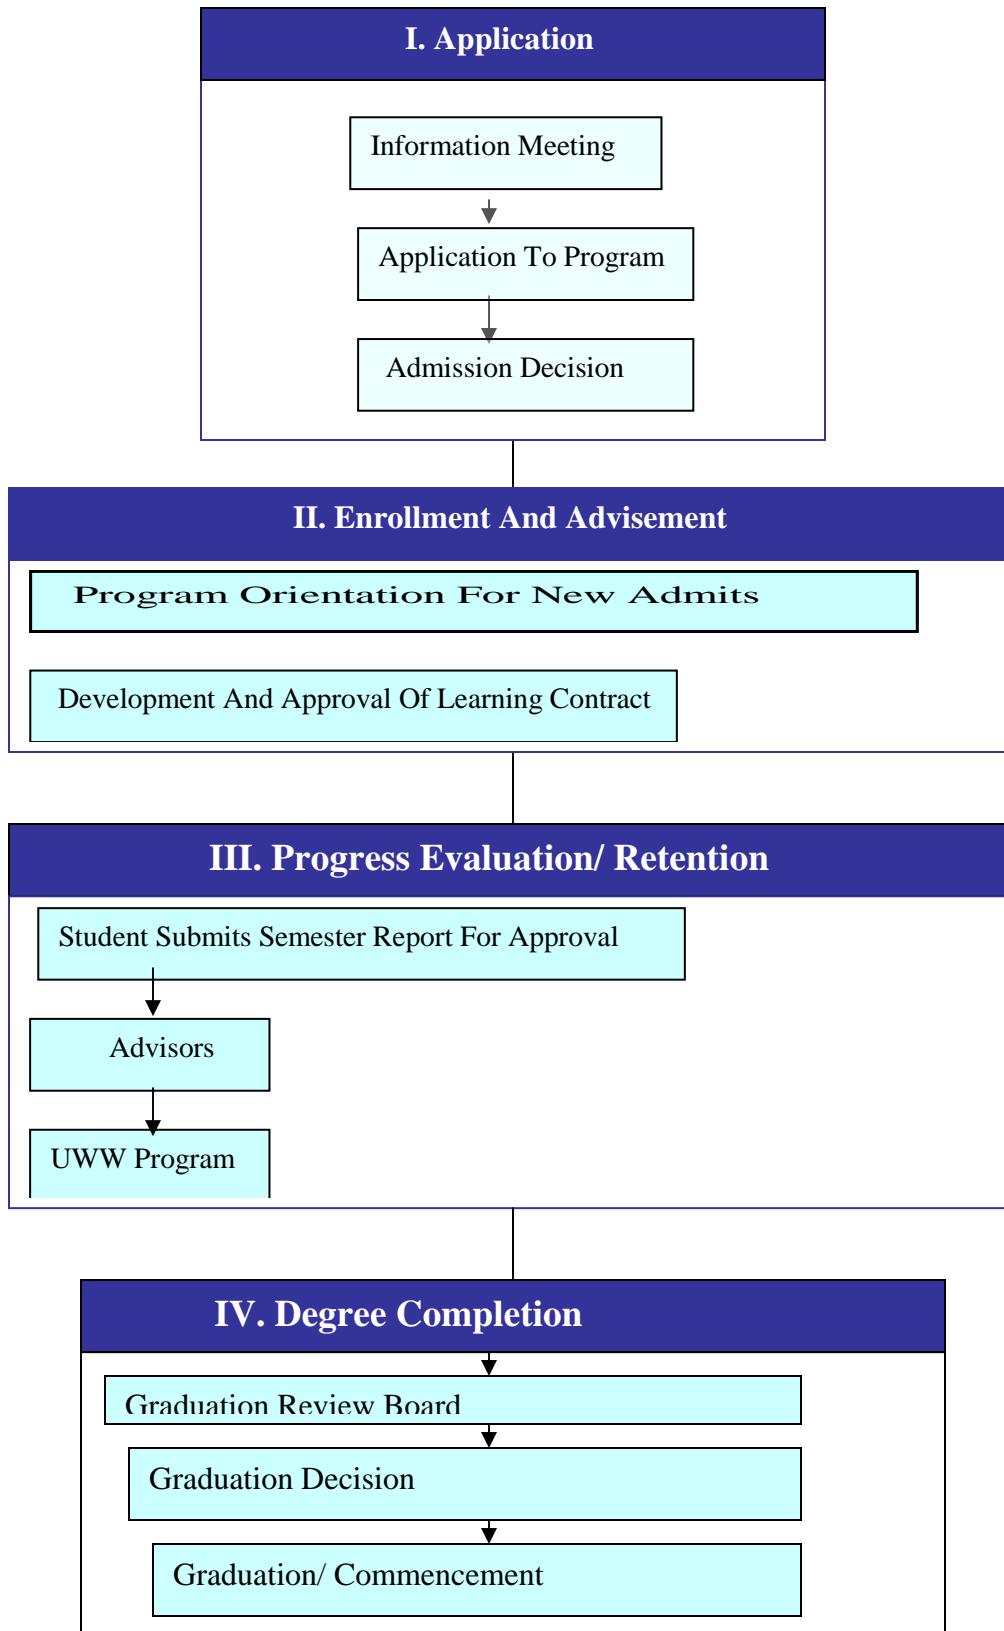 I. Application
Information Meeting
Application To Program
Admission Decision
II. Enrollment And Advisement
Program Orientation For New Admits
Development And Approval Of Learning Contract
III. Progress Evaluation/ Retention
Student Submits Semester Report For Approval
Advisors
UWW Program
IV. Degree Completion
Graduation Review Board
Graduation Decision
Graduation/ Commencement